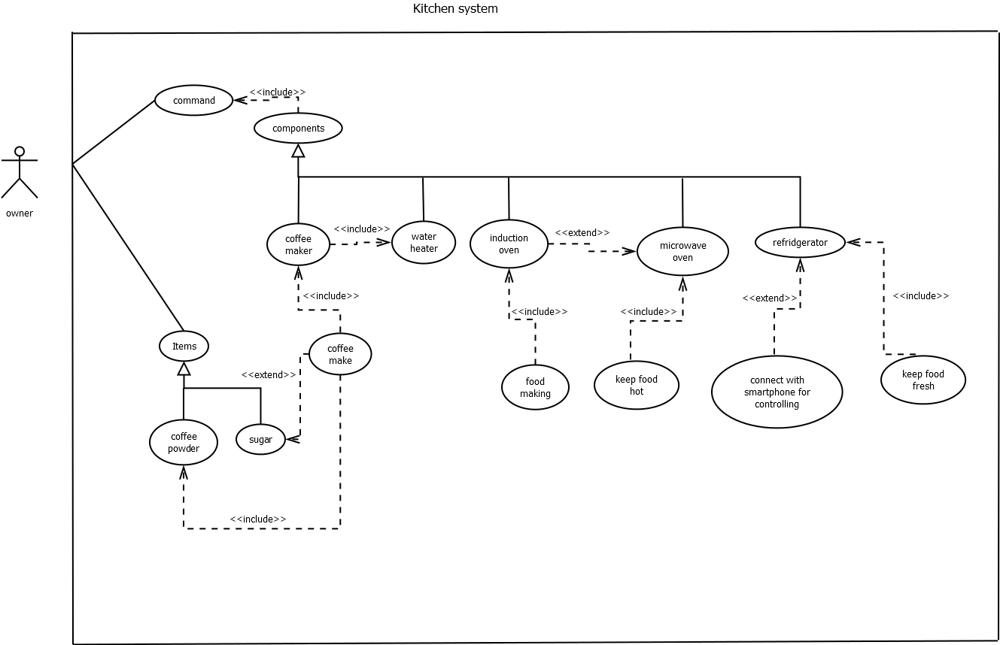 Kitchen system
<<include>>
command
components
owner
<<include>>
<<extend>>
coffee
maker
water
heater
induction
oven
microwave
oven
refridgerator
<<include>>
<<include>>
<<include>>
<<extend>>
<<include>>
Items
coffee
make
<<extend>>
food
making
keep food
hot
connect with
smartphone for
controlling
keep food
fresh
coffee
powder
sugar
<<include>>